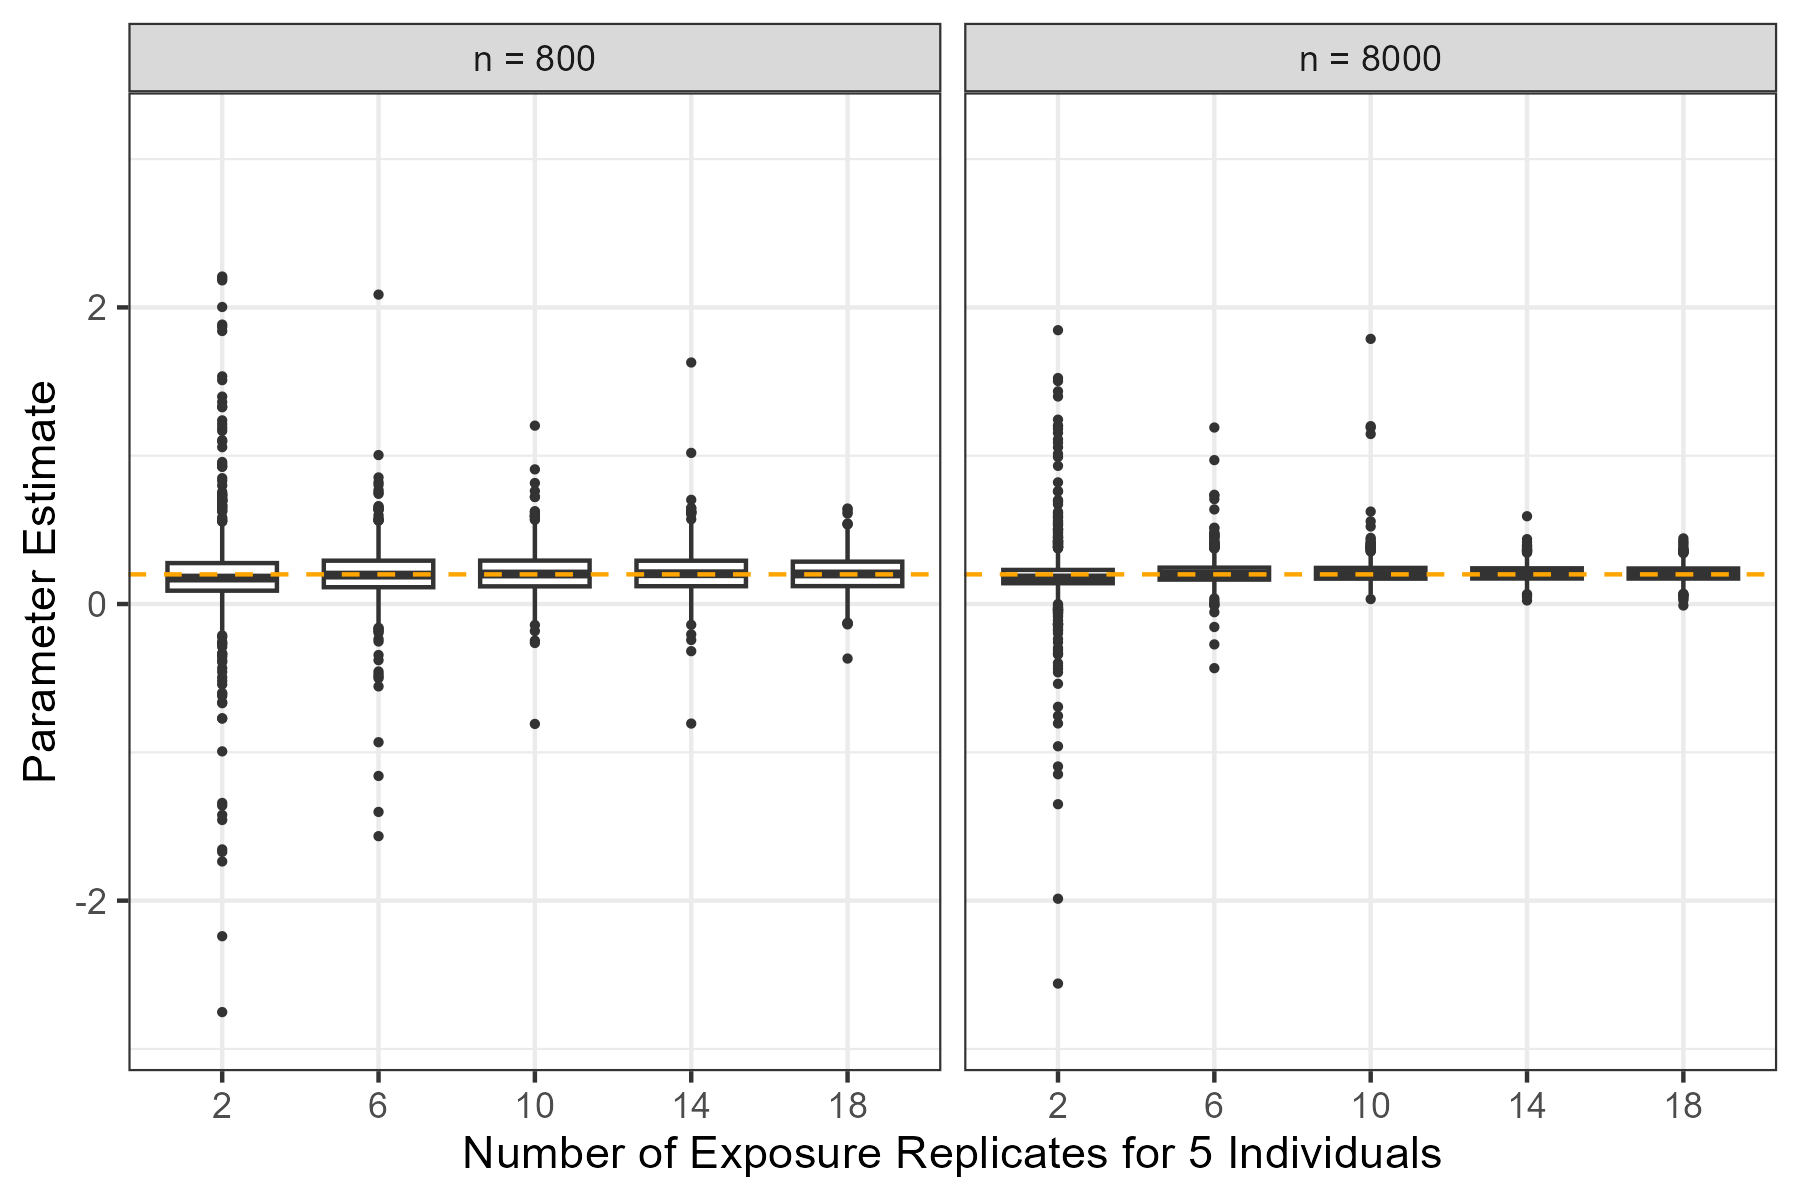 n = 800
n = 8000
Parameter Estimate
2
0
-2
2 6 10 14 18
2 6 10 14 18
Number of Exposure Replicates for 5 Individuals